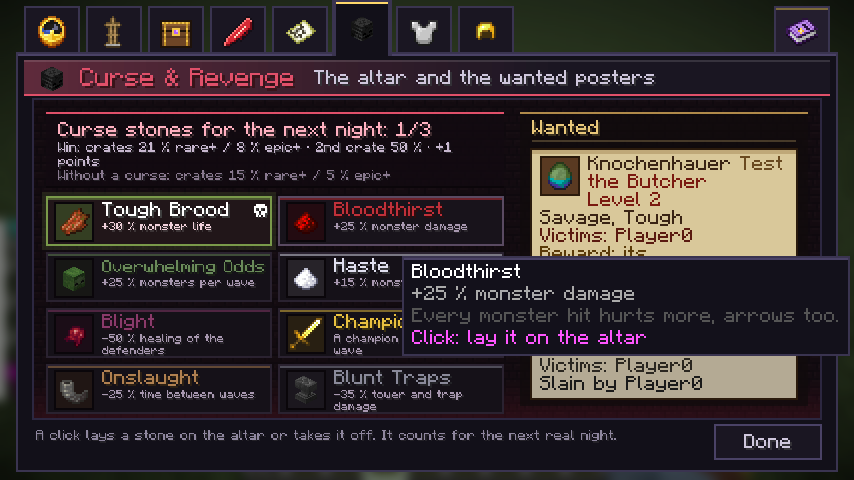 Curse & Revenge The altar and the wanted posters
Curse stones for the next night: 1/3
Win: crates 21 % rare+ / 8 % epic+ · 2nd crate 50 % · +1
points
Without a curse: crates 15 % rare+ / 5 % epic+
Tough Brood
+30 % monster life
Bloodthirst
+25 % monster damage
Overwhelming Odds
+25 % monsters per wave
Haste
+15 % mons
Blight
-50 % healing of the
defenders
Champio
A champion
wave
Onslaught
-25 % time between waves
Blunt Traps
-35 % tower and trap
damage
Wanted
Knochenhauer Test
the Butcher
Level 2
Savage, Tough
Victims: Player0
Reward: its
Bloodthirst
+25 % monster damage
Every monster hit hurts more, arrows too.
Click: lay it on the altar
Victims: Player0
Slain by Player0
A click lays a stone on the altar or takes it off. It counts for the next real night.
Done